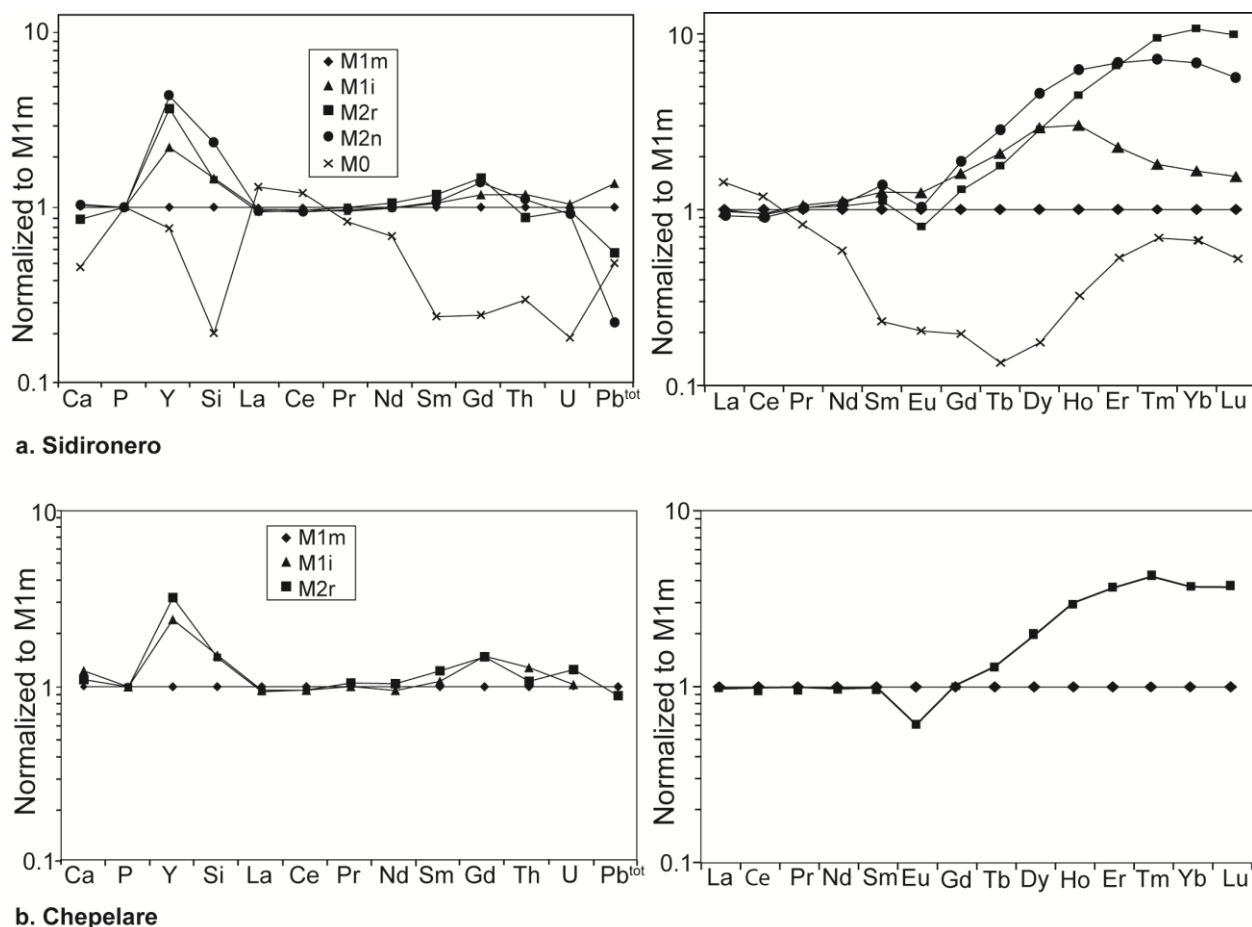 10
Normalized to M1m
1
0.1
M1m
M1i
M2r
M2n
M0
Ca P Y Si La Ce Pr Nd Sm Gd Th U Pbtot
10
Normalized to M1m
1
0.1
La Ce Pr Nd Sm Eu Gd Tb Dy Ho Er Tm Yb Lu
a. Sidironero
10
Normalized to M1m
1
0.1
M1m
M1i
M2r
Ca P Y Si La Ce Pr Nd Sm Gd Th U Pbtot
10
Normalized to M1m
1
0.1
La Ce Pr Nd Sm Eu Gd Tb Dy Ho Er Tm Yb Lu
b. Chepelare